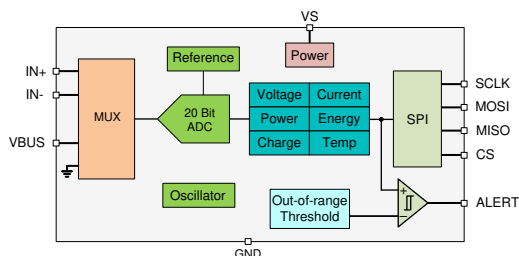 VS
Reference
Power
IN+
IN-
VBUS
MUX
20 Bit
ADC
Voltage
Current
Power
Energy
Charge
Temp
SPI
SCLK
MOSI
MISO
CS
Oscillator
Out-of-range
Threshold
+
−
ALERT
GND